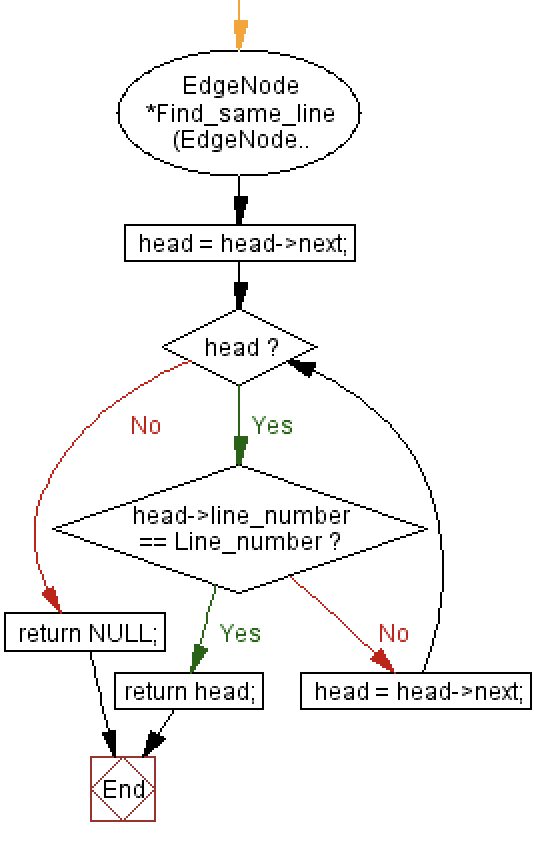 EdgeNode
*Find_same_line
(EdgeNode..
head = head->next;
head ?
No
Yes
head->line_number
== Line_number ?
return NULL;
Yes
No
return head;
head = head->next;
End